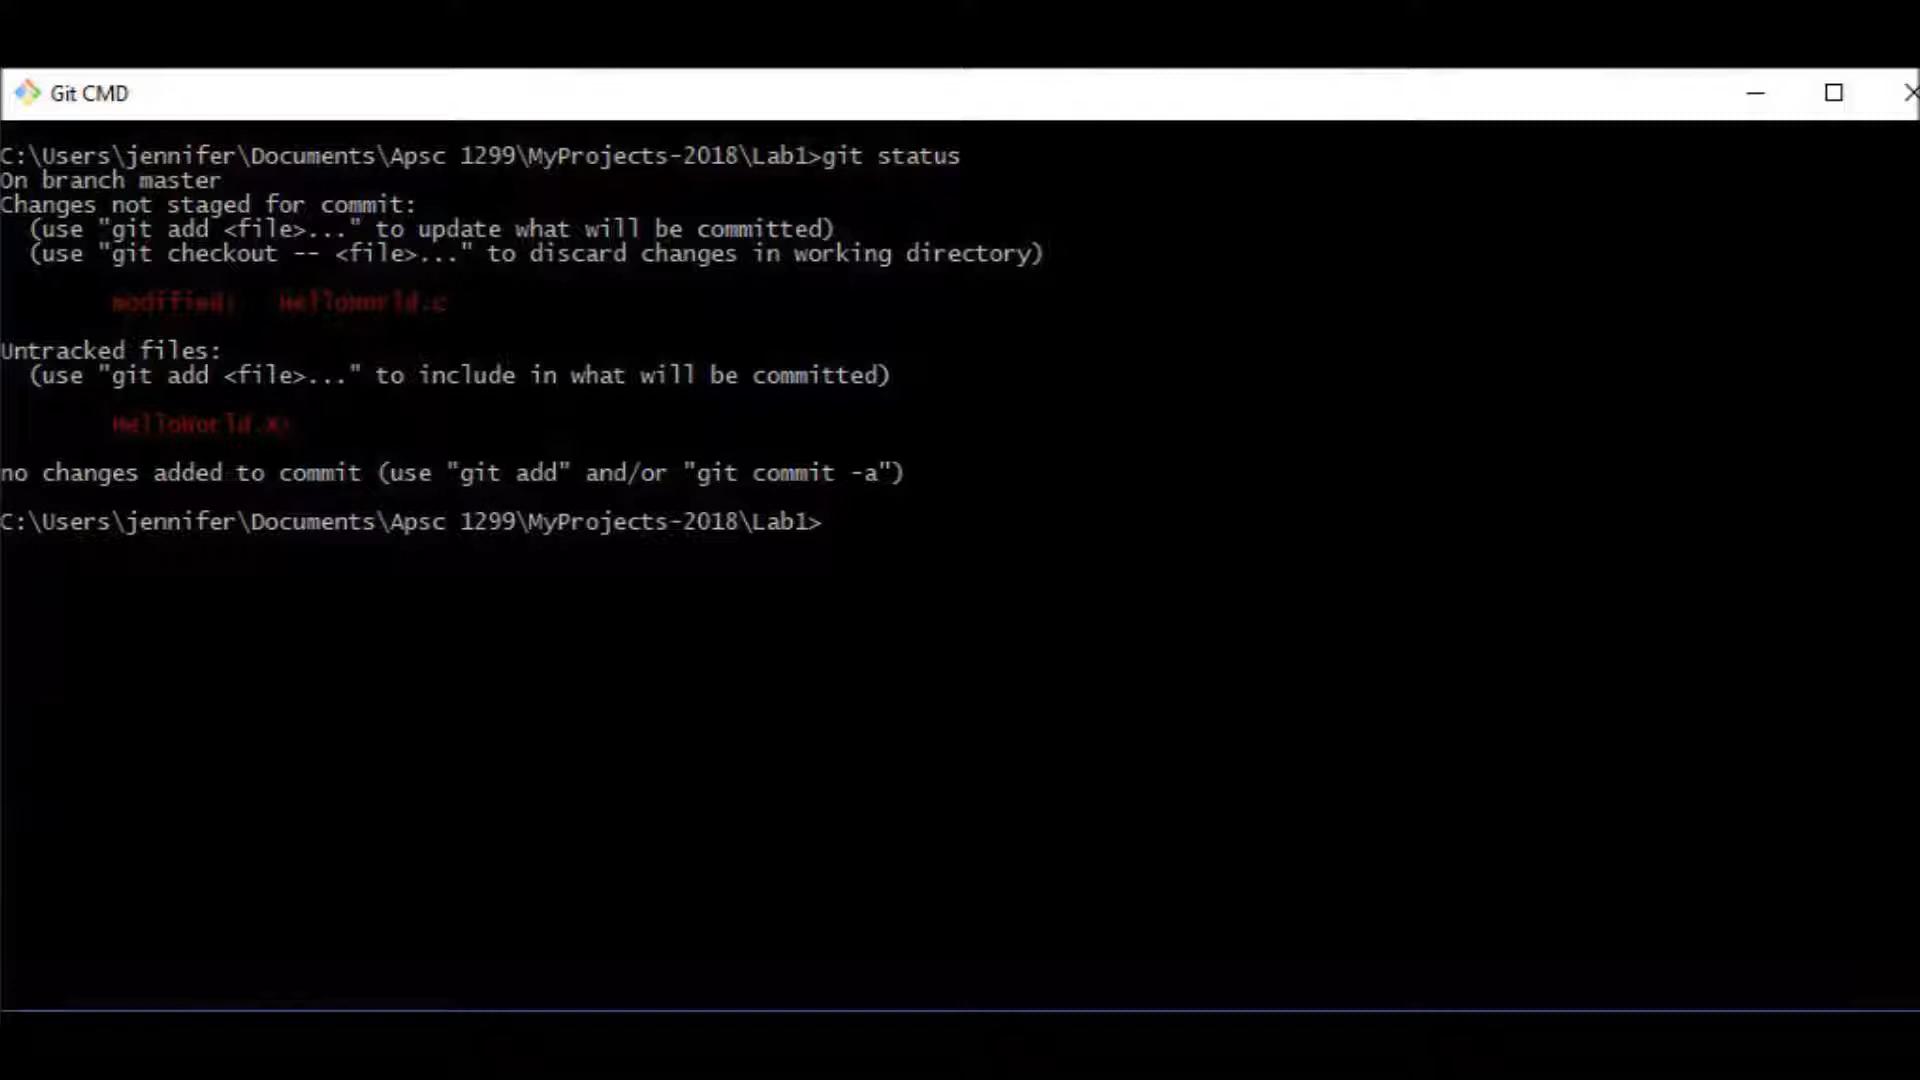 Git CMD
C:\Users\jennifer\Documents\Apsc 1299\MyProjects-2018\Lab1>git status
On branch master
Changes not staged for commit:
(use "git add <file>..." to update what will be committed)
(use "git checkout -- <file>..." to discard changes in working directory)
modified: HelloWorld.c
Untracked files:
(use "git add <file>..." to include in what will be committed)
no changes added to commit (use "git add" and/or "git commit -a")
C:\Users\jennifer\Documents\Apsc 1299\MyProjects-2018\Lab1>